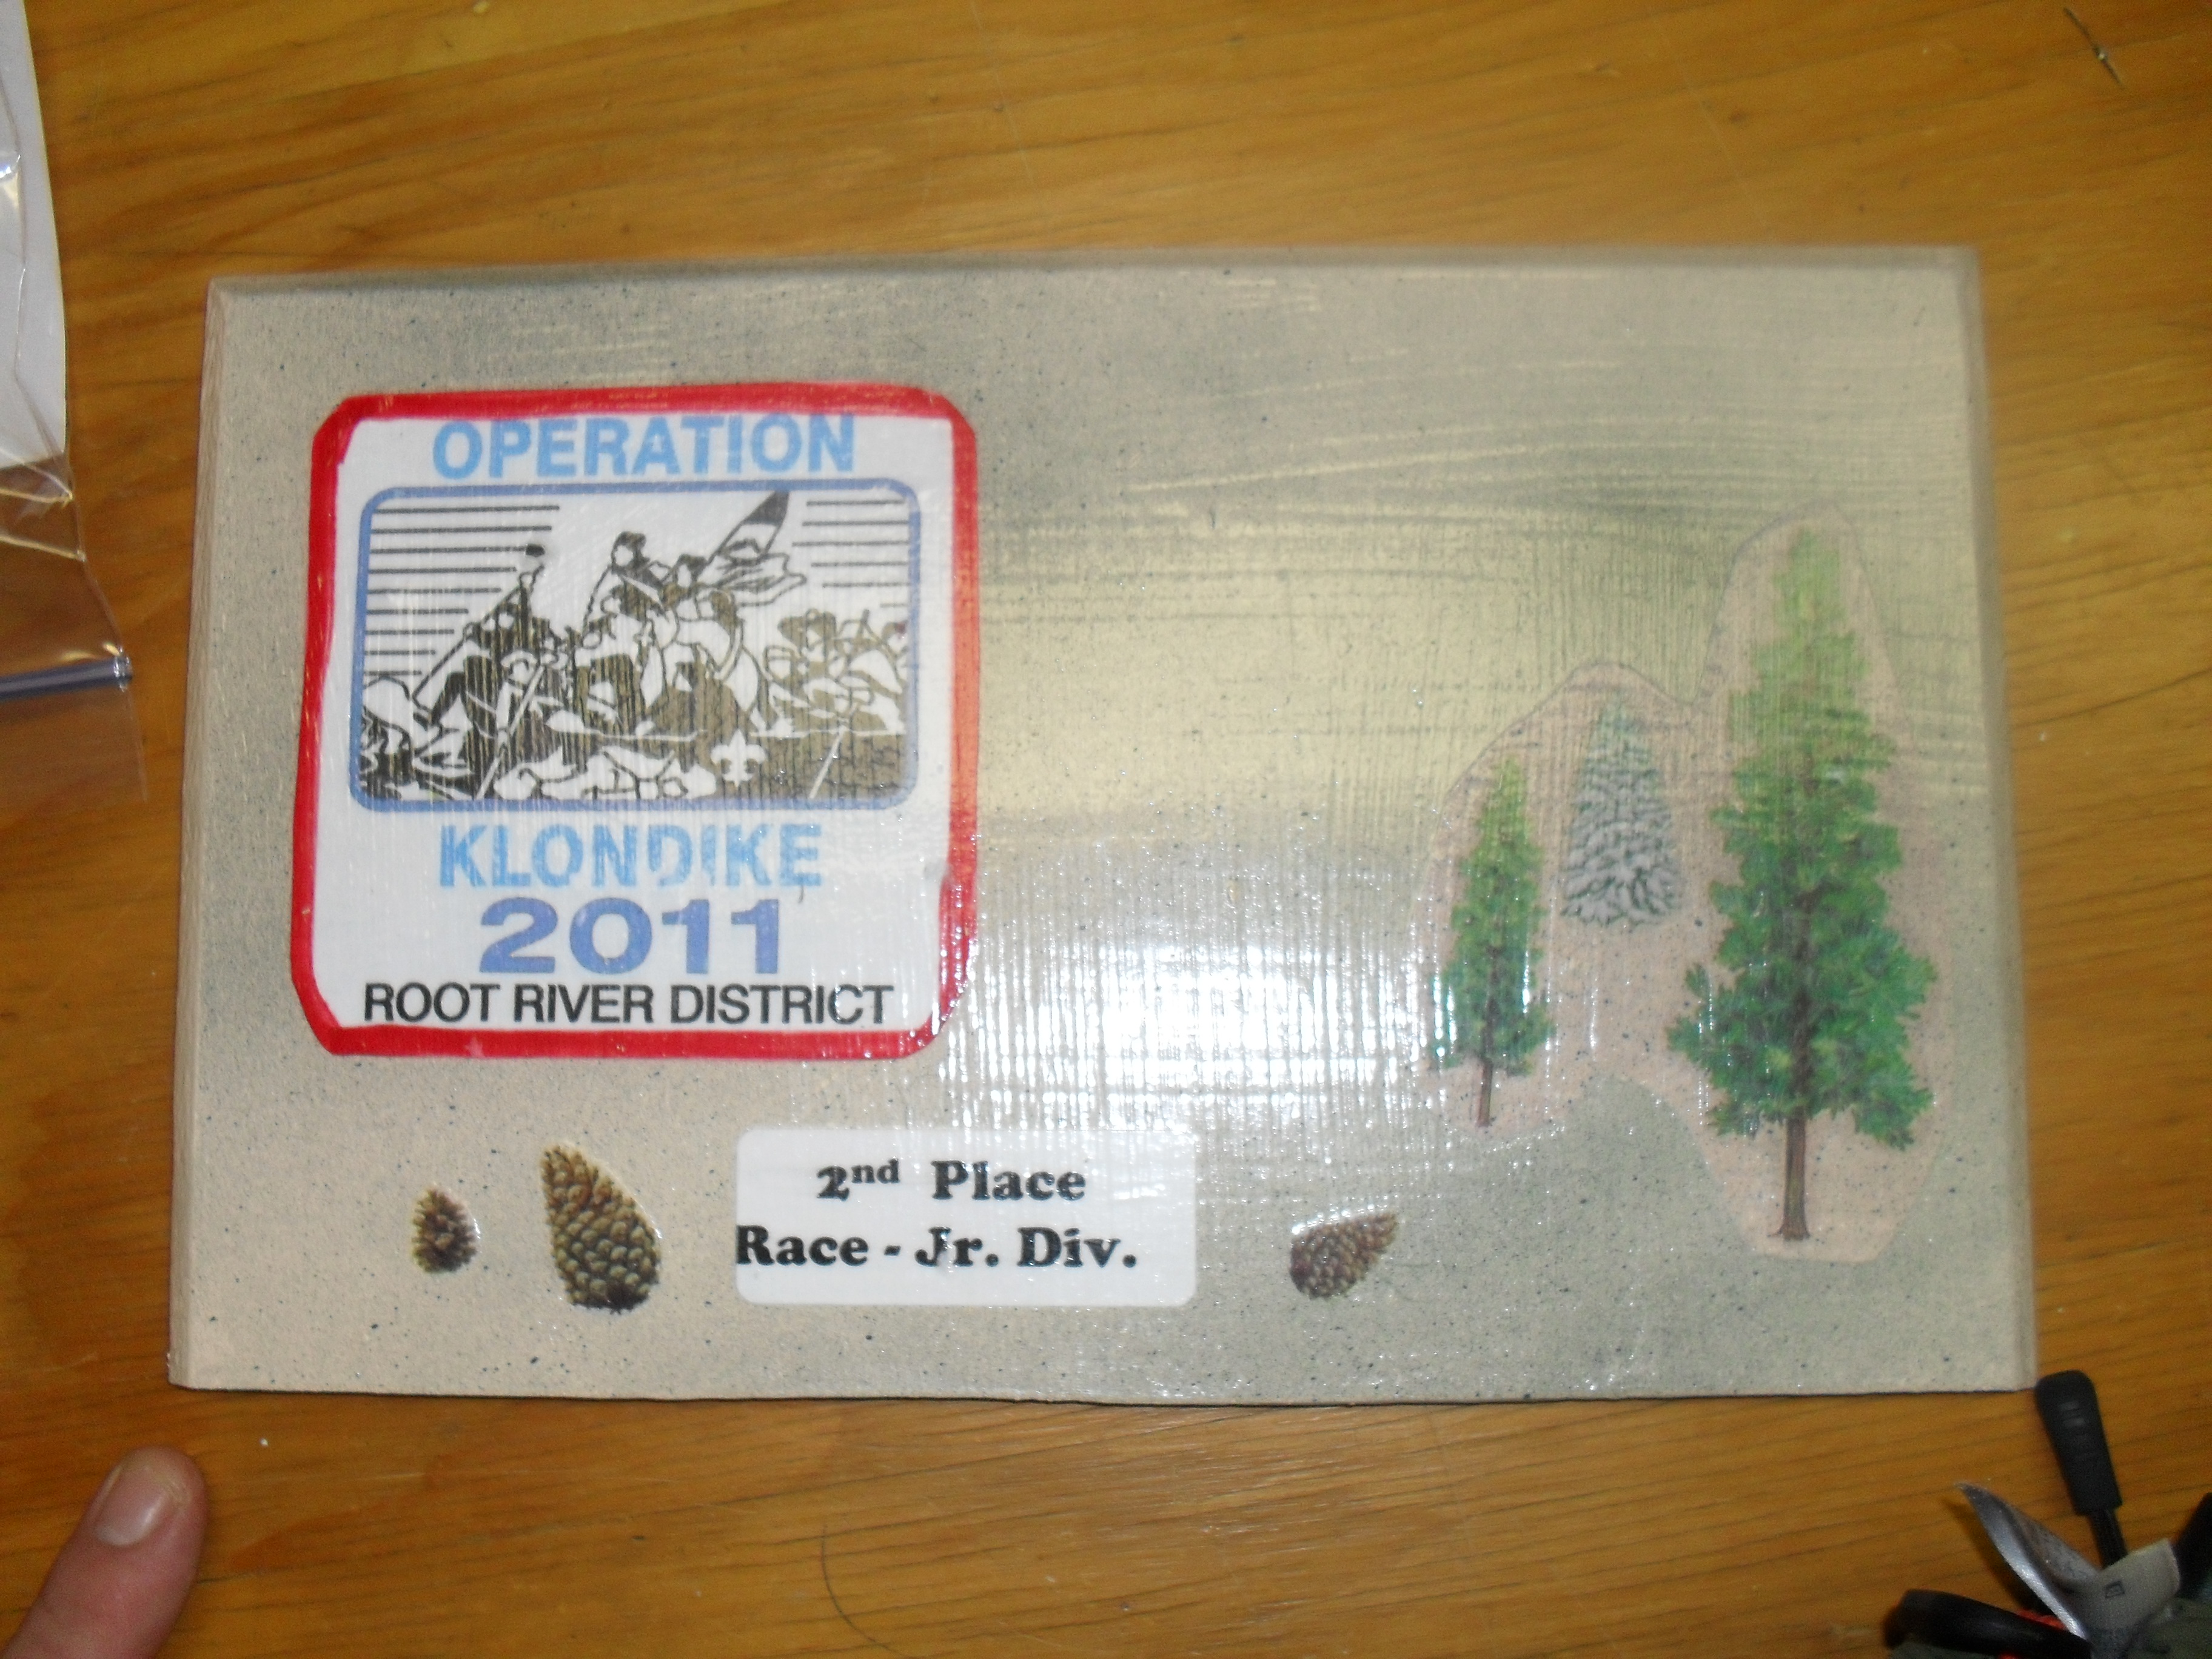 OPERATION
KLONDIKE
2011
ROOT RIVER DISTRICT
2nd Place
Race - Jr. Div.